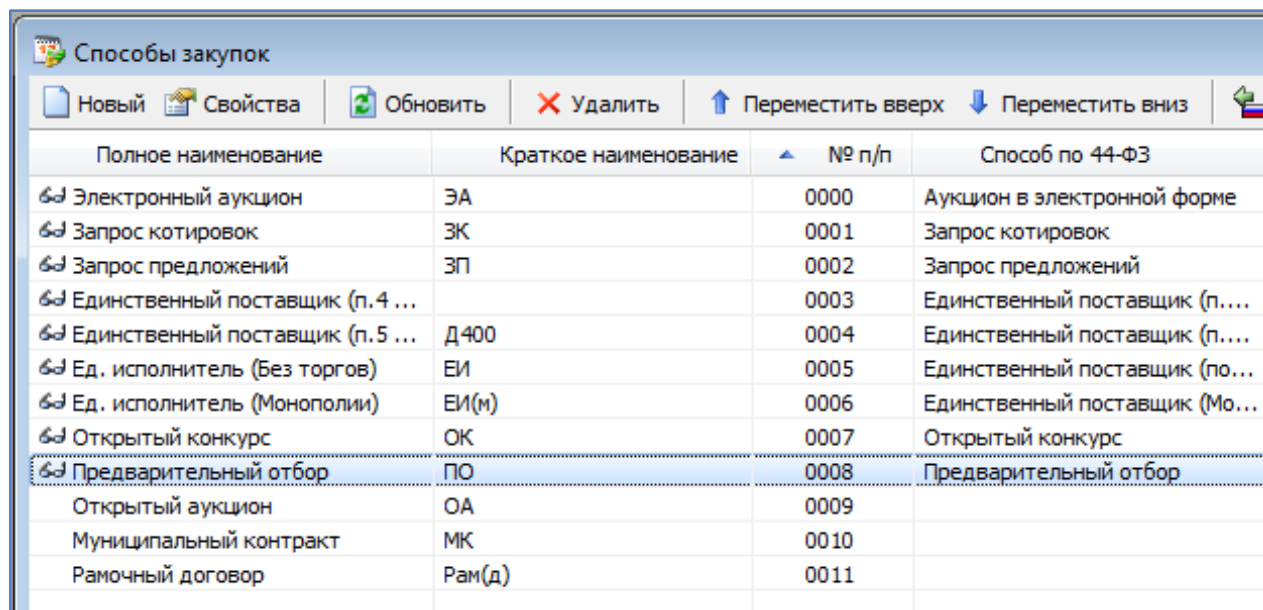 Способы закупок
Новый Свойства Обновить Удалить Переместить вверх Переместить вниз
Полное наименование Краткое наименование № п/п Способ по 44-ФЗ
Электронный аукцион ЭА 0000 Аукцион в электронной форме
Запрос котировок ЗК 0001 Запрос котировок
Запрос предложений ЗП 0002 Запрос предложений
Единственный поставщик (п.4 ... 0003 Единственный поставщик (п....
Единственный поставщик (п.5 ... Д400 0004 Единственный поставщик (п....
Ед. исполнитель (Без торгов) ЕИ 0005 Единственный поставщик (по...
Ед. исполнитель (Монополии) ЕИ(м) 0006 Единственный поставщик (Мо...
Открытый конкурс ОК 0007 Открытый конкурс
Предварительный отбор ПО 0008 Предварительный отбор
Открытый аукцион ОА 0009
Муниципальный контракт МК 0010
Рамочный договор Рам(д) 0011